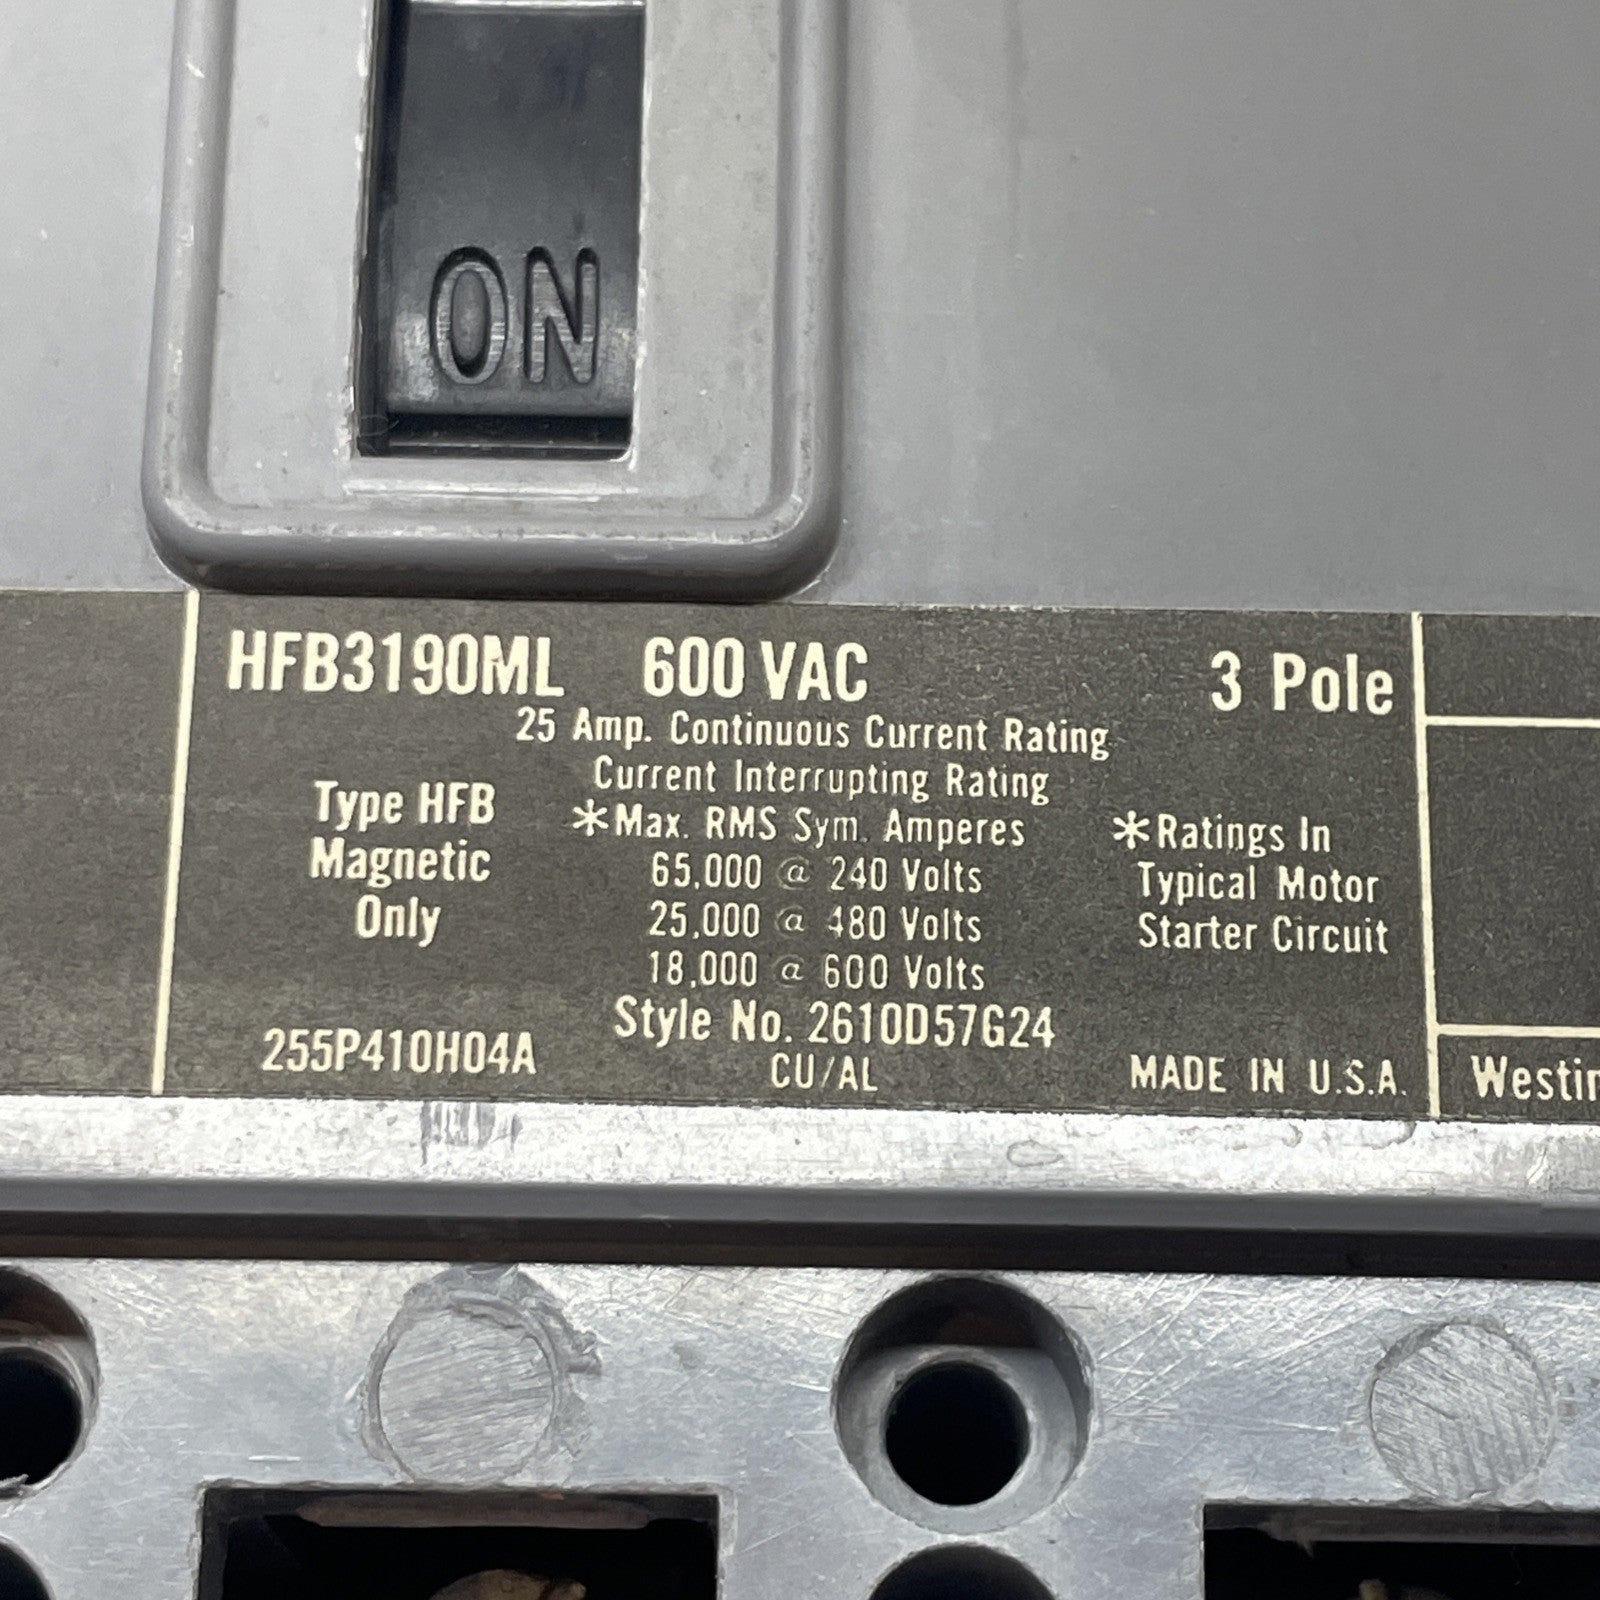 ON
HFB3190ML 600 VAC 3 Pole
25 Amp. Continuous Current Rating
Current Interrupting Rating
*Max. RMS Sym. Amperes
65,000 @ 240 Volts
25,000 @ 480 Volts
18,000 @ 600 Volts
Type HFB
Magnetic
Only
*Ratings In
Typical Motor
Starter Circuit
Style No. 2610D57G24
255P410H04A
CU/AL
MADE IN U.S.A.
Westin